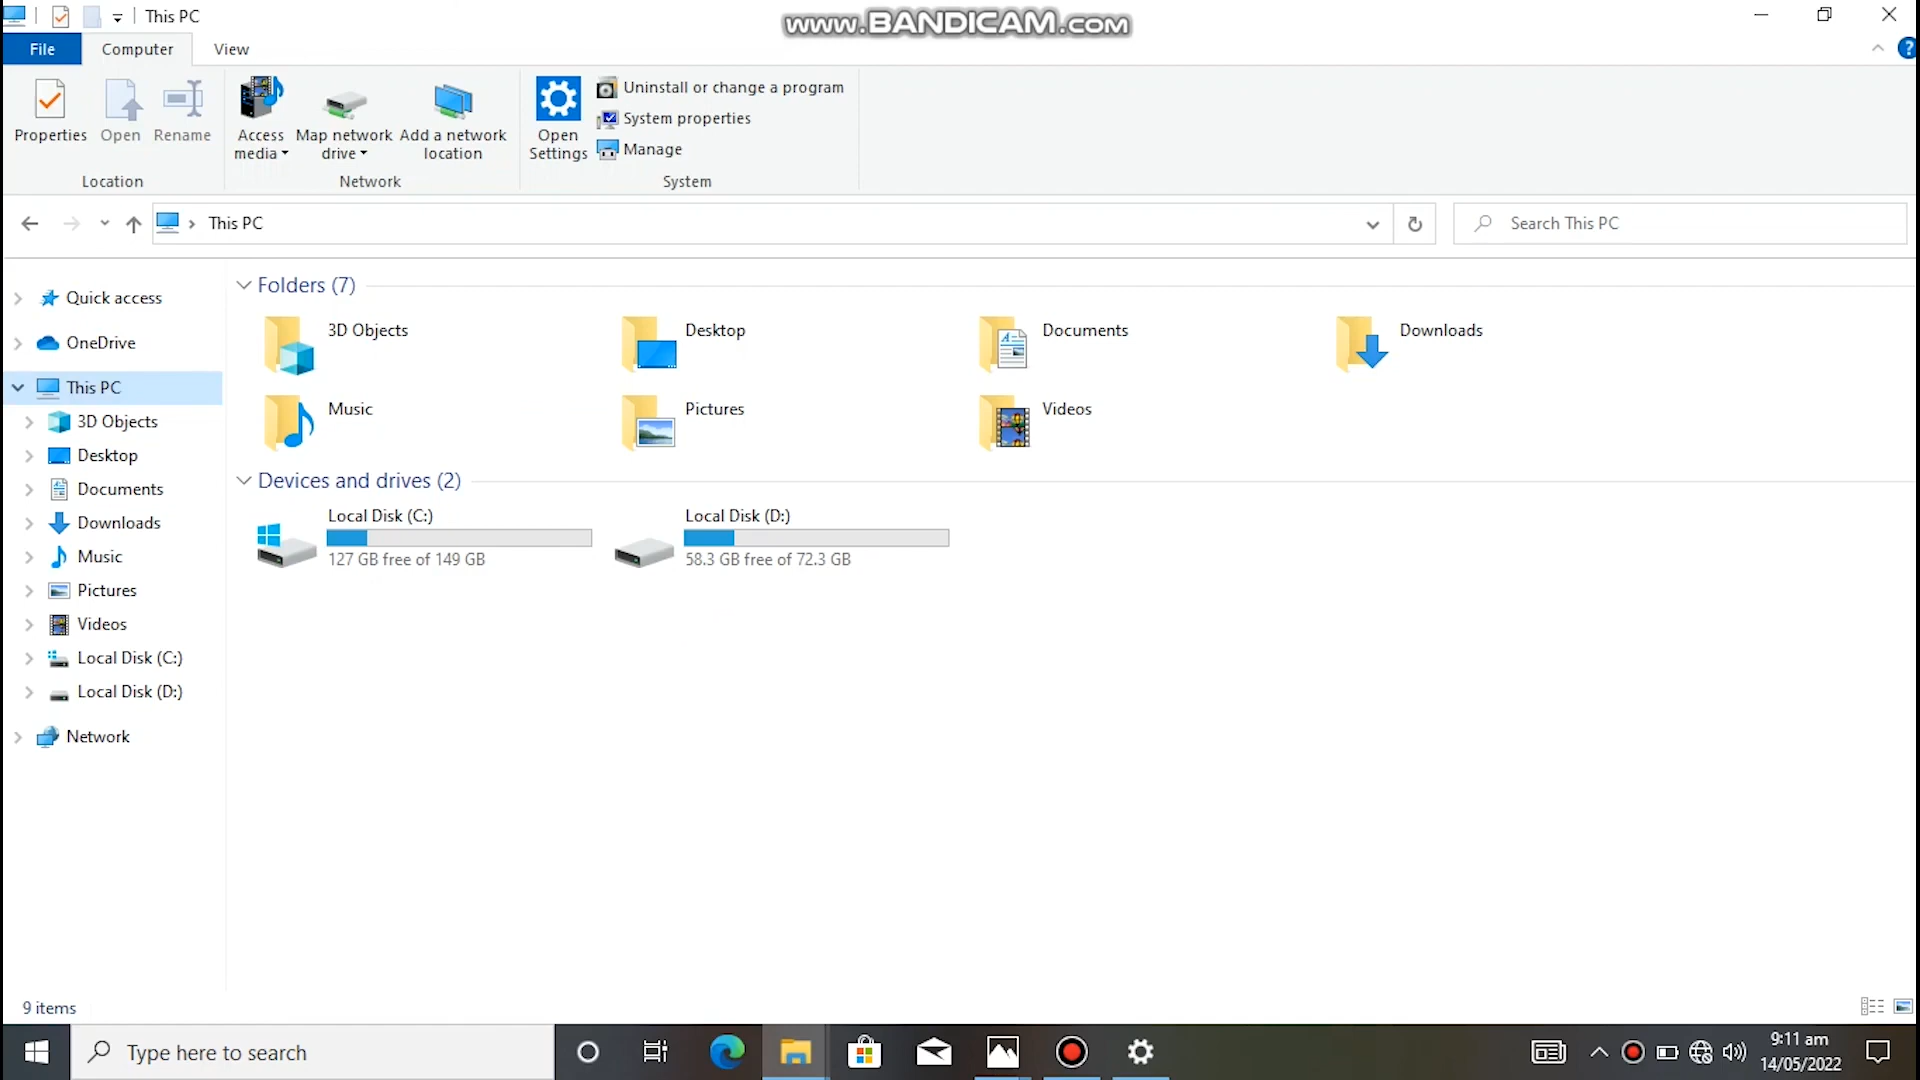 This PC
www.BANDICAM.com
File Computer View
Properties Open Rename
Access media
Map network drive
Add a network location
Open Settings
Uninstall or change a program
System properties
Manage
Location Network System
This PC
Search This PC
Quick access
OneDrive
This PC
3D Objects
Desktop
Documents
Downloads
Music
Pictures
Videos
Local Disk (C:)
Local Disk (D:)
Network
Folders (7)
3D Objects Desktop Documents Downloads
Music Pictures Videos
Devices and drives (2)
Local Disk (C:)
127 GB free of 149 GB
Local Disk (D:)
58.3 GB free of 72.3 GB
9 items
Type here to search
9:11 am
14/05/2022